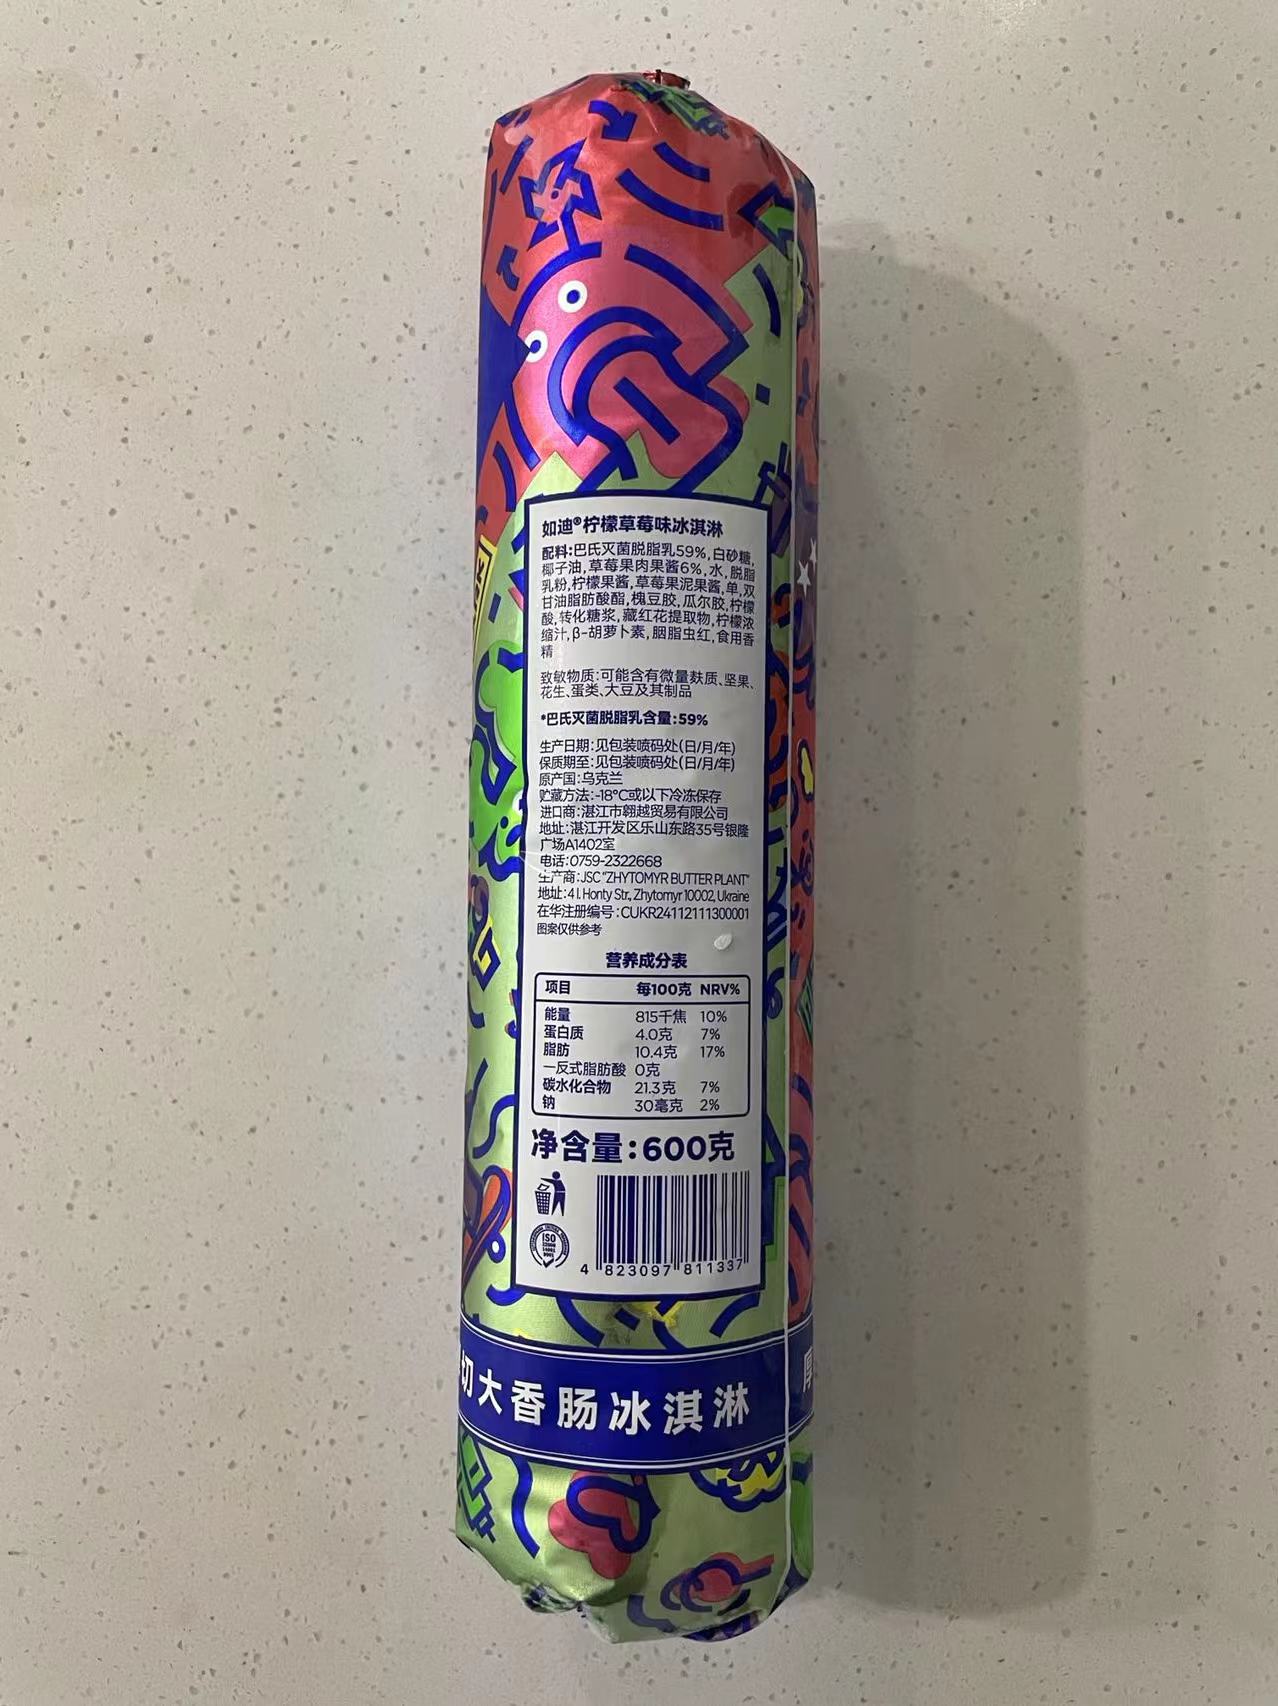 如迪®柠檬草莓味冰淇淋
配料:巴氏灭菌脱脂乳59%,白砂糖,
椰子油,草莓果肉果酱6%,水,脱脂
乳粉,柠檬果酱,草莓果泥果酱,单,双
甘油脂肪酸酯,槐豆胶,瓜尔胶,柠檬
酸,转化糖浆,藏红花提取物,柠檬浓
缩汁,β-胡萝卜素,胭脂虫红,食用香
精
致敏物质:可能含有微量麸质、坚果、
花生、蛋类、大豆及其制品
*巴氏灭菌脱脂乳含量:59%
生产日期:见包装喷码处(日/月/年)
保质期至:见包装喷码处(日/月/年)
原产国:乌克兰
贮藏方法:-18°C或以下冷冻保存
进口商:湛江市翱越贸易有限公司
地址:湛江开发区乐山东路35号银隆
广场A1402室
电话:0759-2322668
生产商:JSC "ZHYTOMYR BUTTER PLANT"
地址:4 I. Honty Str., Zhytomyr 10002, Ukraine
在华注册编号:CUKR24112111300001
图案仅供参考
营养成分表
项目 每100克 NRV%
能量 815千焦 10%
蛋白质 4.0克 7%
脂肪 10.4克 17%
—反式脂肪酸 0克
碳水化合物 21.3克 7%
钠 30毫克 2%
净含量:600克
ISO
4 823097 811337
切大香肠冰淇淋
厚